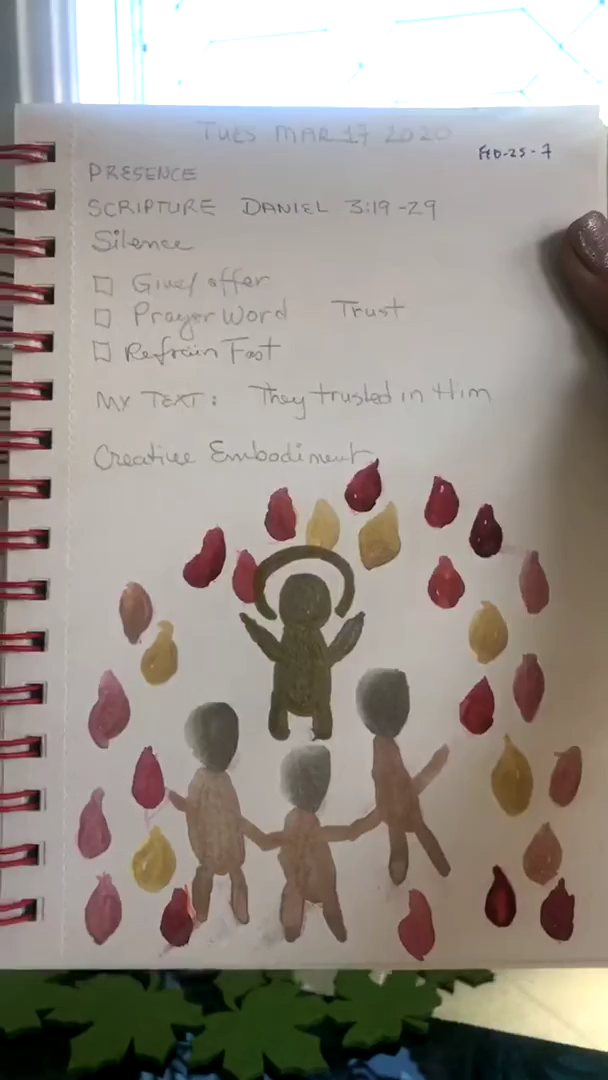 TUES MAR 17 2020
FEB-25-7
PRESENCE
SCRIPTURE DANIEL 3:19-29
Silence
Give/offer
Prayer Word Trust
Refrain Fast
MY TEXT: They trusted in Him
Creative Embodiment